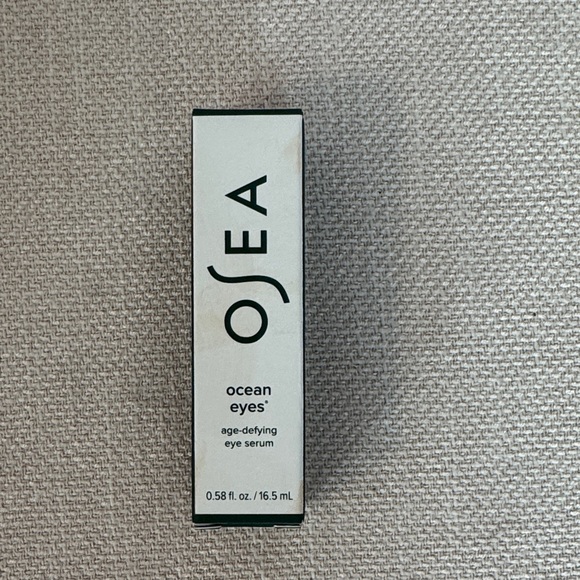 OSEA
ocean
eyes®
age-defying
eye serum
0.58 fl. oz. / 16.5 mL